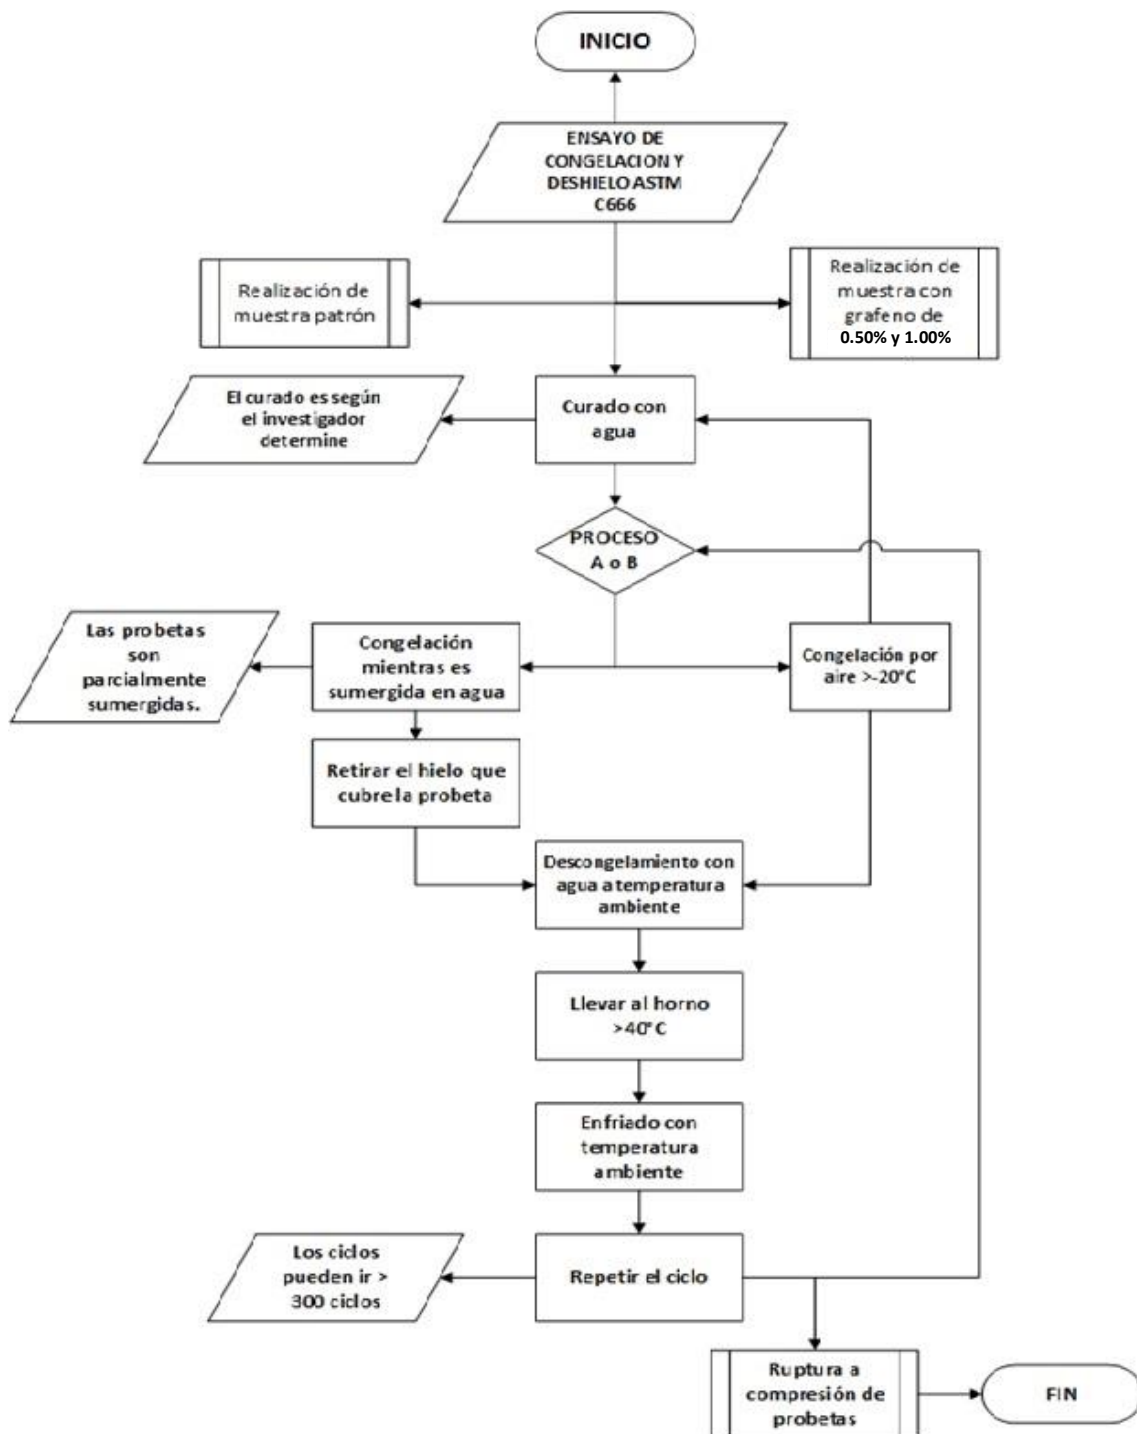 INICIO
ENSAYO DE
CONGELACION Y
DESHIELO ASTM
C666
Realización de
muestra patrón
Realización de
muestra con
grafeno de
0.50% y 1.00%
El curado es según
el investigador
determine
Curado con
agua
PROCESO
A o B
Las probetas
son
parcialmente
sumergidas.
Congelación
mientras es
sumergida en agua
Congelación por
aire >-20°C
Retirar el hielo que
cubre la probeta
Descongelamiento con
agua a temperatura
ambiente
Llevar al horno
>40°C
Enfriado con
temperatura
ambiente
Los ciclos
pueden ir >
300 ciclos
Repetir el ciclo
Ruptura a
compresión de
probetas
FIN